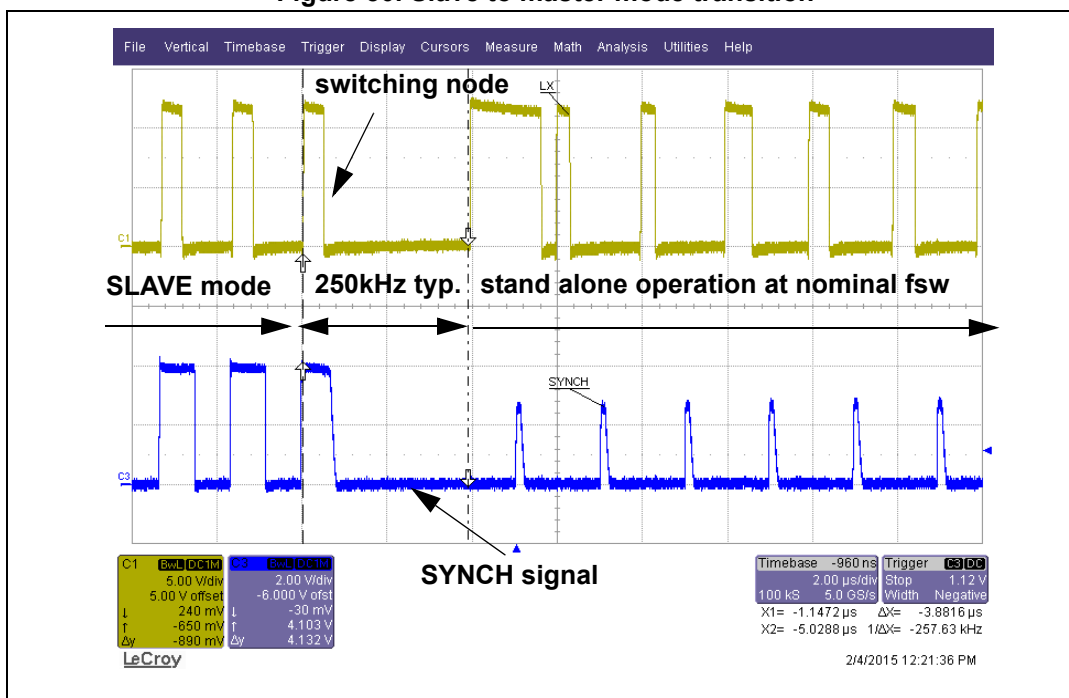 Figure 30. Slave to master mode transition
File Vertical Timebase Trigger Display Cursors Measure Math Analysis Utilities Help
switching node
LX
C1
SLAVE mode
250kHz typ.
stand alone operation at nominal fsw
SYNCH
C3
SYNCH signal
C1 BwL DC1M
5.00 V/div
5.00 V offset
↓ 240 mV
↑ -650 mV
Δy -890 mV
C3 BwL DC1M
2.00 V/div
-6.000 V ofst
↓ -30 mV
↑ 4.103 V
Δy 4.132 V
Timebase -960 ns
2.00 µs/div
100 kS 5.0 GS/s
Trigger C3 DC
Stop 1.12 V
Width Negative
X1= -1.1472 µs ΔX= -3.8816 µs
X2= -5.0288 µs 1/ΔX= -257.63 kHz
LeCroy
2/4/2015 12:21:36 PM